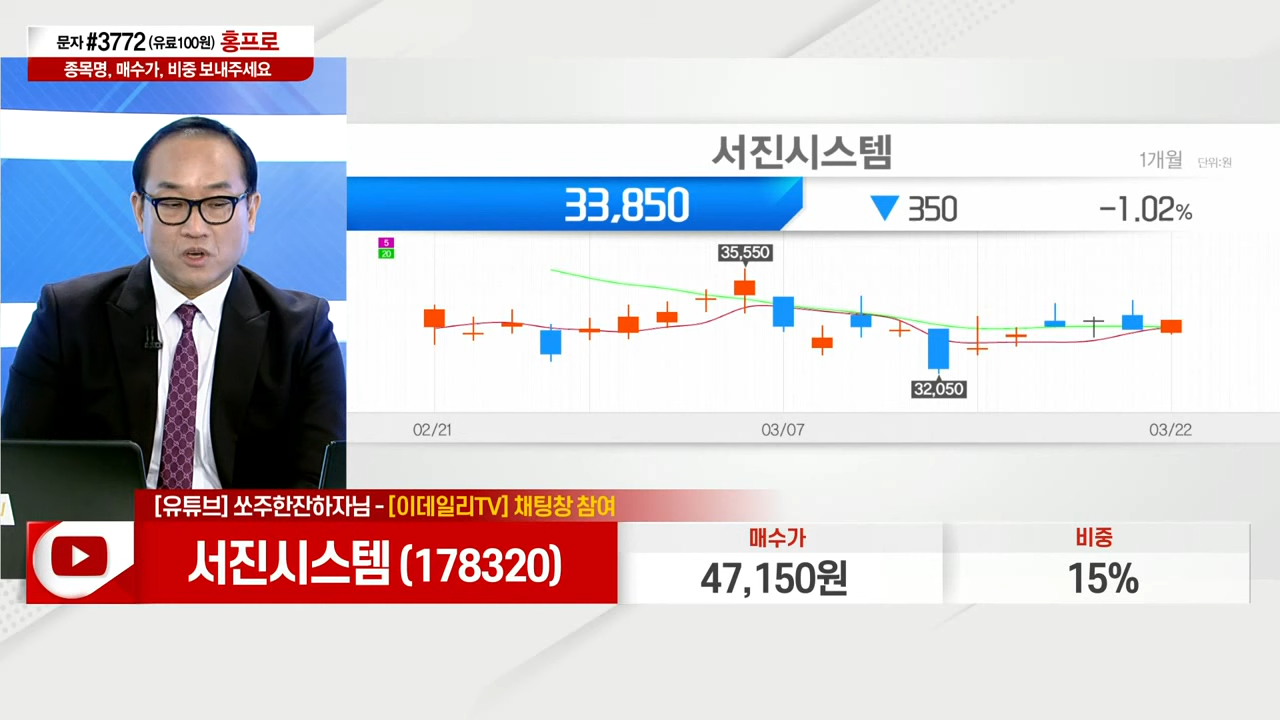 문자 #3772 (유료100원) 홍프로
종목명, 매수가, 비중 보내주세요
서진시스템
1개월 단위:원
33,850 ▼ 350 -1.02%
5
20
35,550
32,050
02/21 03/07 03/22
[유튜브] 쏘주한잔하자님 - [이데일리TV] 채팅창 참여
서진시스템 (178320)
매수가 비중
47,150원 15%